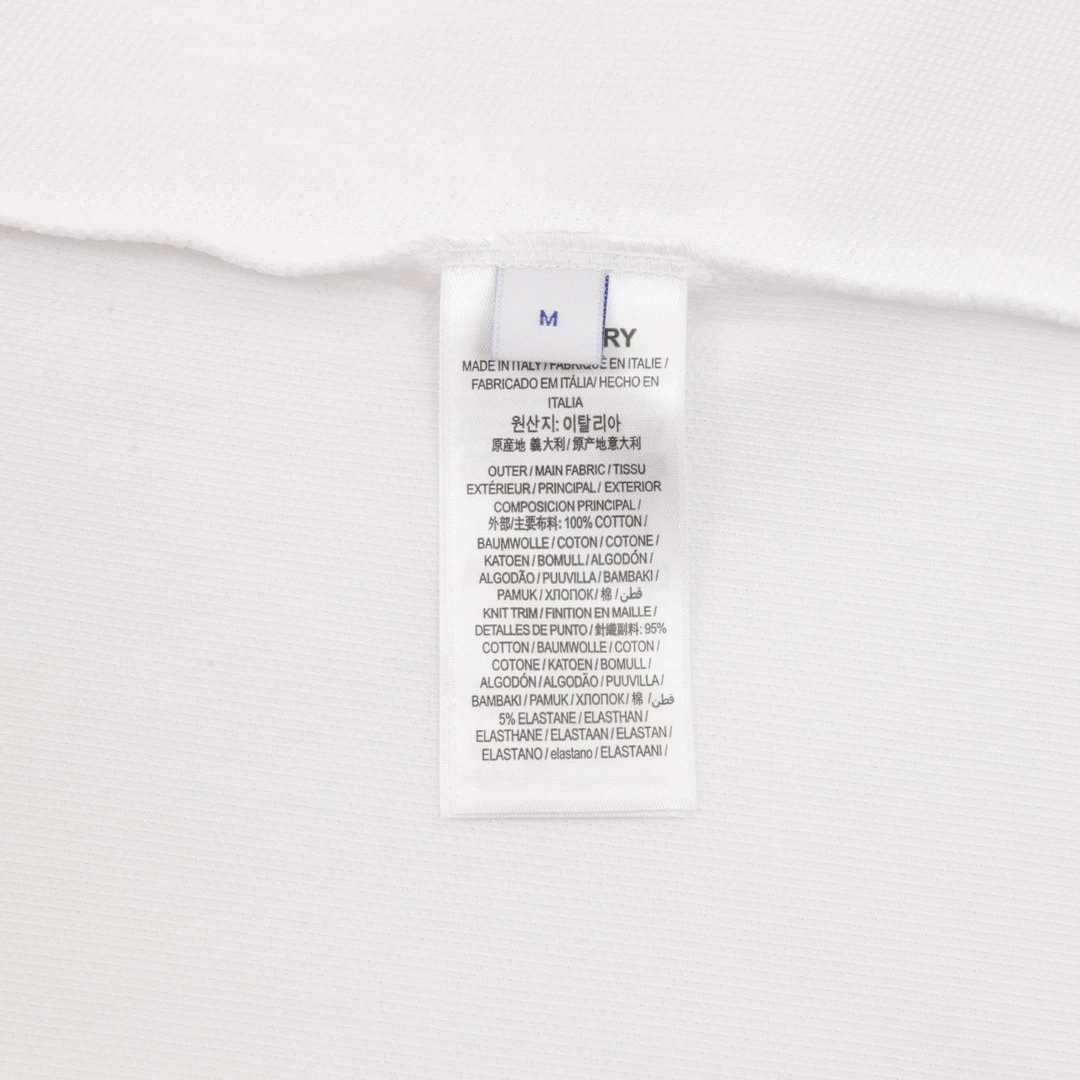 M
RY
MADE IN ITALY / FABRIQUÉ EN ITALIE /
FABRICADO EM ITÁLIA/ HECHO EN
ITALIA
원산지: 이탈리아
原産地 義大利 / 原产地意大利
OUTER / MAIN FABRIC / TISSU
EXTÉRIEUR / PRINCIPAL / EXTERIOR
COMPOSICION PRINCIPAL /
外部/主要布料: 100% COTTON /
BAUMWOLLE / COTON / COTONE /
KATOEN / BOMULL / ALGODÓN /
ALGODÃO / PUUVILLA / BAMBAKI /
PAMUK / ХЛОПОК / 棉 / قطن
KNIT TRIM / FINITION EN MAILLE /
DETALLES DE PUNTO / 針織副料: 95%
COTTON / BAUMWOLLE / COTON /
COTONE / KATOEN / BOMULL /
ALGODÓN / ALGODÃO / PUUVILLA /
BAMBAKI / PAMUK / ХЛОПОК / 棉 / قطن/
5% ELASTANE / ELASTHAN /
ELASTHANE / ELASTAAN / ELASTAN /
ELASTANO / elastano / ELASTAANI /